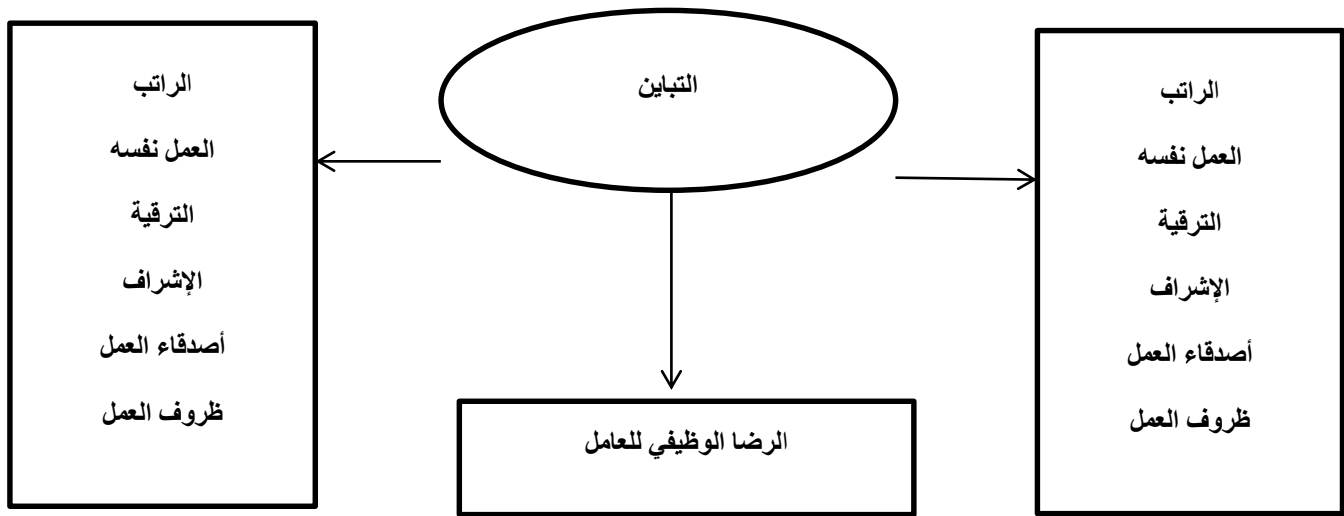 الراتب
العمل نفسه
الترقية
الإشراف
أصدقاء العمل
ظروف العمل
التباين
الرضا الوظيفي للعامل
الراتب
العمل نفسه
الترقية
الإشراف
أصدقاء العمل
ظروف العمل